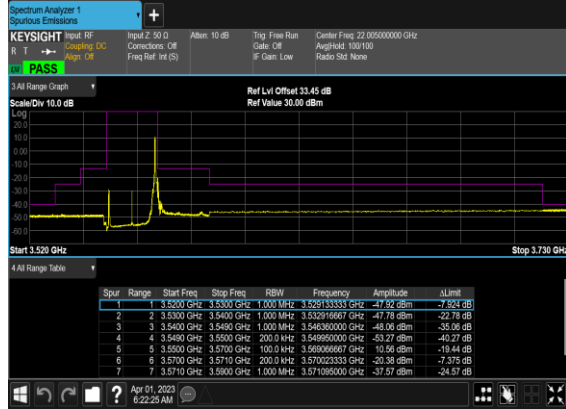 Spectrum Analyzer 1
Spurious Emissions
KEYSIGHT Input: RF Input Z: 50 Ω Atten: 10 dB Trig: Free Run Center Freq: 22.005000000 GHz
R T Coupling: DC Corrections: Off Gate: Off Avg|Hold: 100/100
Align: Off Freq Ref: Int (S) IF Gain: Low Radio Std: None
PASS
3 All Range Graph
Ref Lvl Offset 33.45 dB
Scale/Div 10.0 dB Ref Value 30.00 dBm
Log
20.0
10.0
0.00
-10.0
-20.0
-30.0
-40.0
-50.0
-60.0
Start 3.520 GHz Stop 3.730 GHz
4 All Range Table
Spur Range Start Freq Stop Freq RBW Frequency Amplitude ΔLimit
1 1 3.5200 GHz 3.5300 GHz 1.000 MHz 3.529133333 GHz -47.92 dBm -7.924 dB
2 2 3.5300 GHz 3.5400 GHz 1.000 MHz 3.532916667 GHz -47.78 dBm -22.78 dB
3 3 3.5400 GHz 3.5490 GHz 1.000 MHz 3.546360000 GHz -48.06 dBm -35.06 dB
4 4 3.5490 GHz 3.5500 GHz 200.0 kHz 3.549950000 GHz -53.27 dBm -40.27 dB
5 5 3.5500 GHz 3.5700 GHz 100.0 kHz 3.569066667 GHz 10.56 dBm -19.44 dB
6 6 3.5700 GHz 3.5710 GHz 200.0 kHz 3.570023333 GHz -20.38 dBm -7.375 dB
7 7 3.5710 GHz 3.5900 GHz 1.000 MHz 3.571095000 GHz -37.57 dBm -24.57 dB
Apr 01, 2023
6:22:25 AM